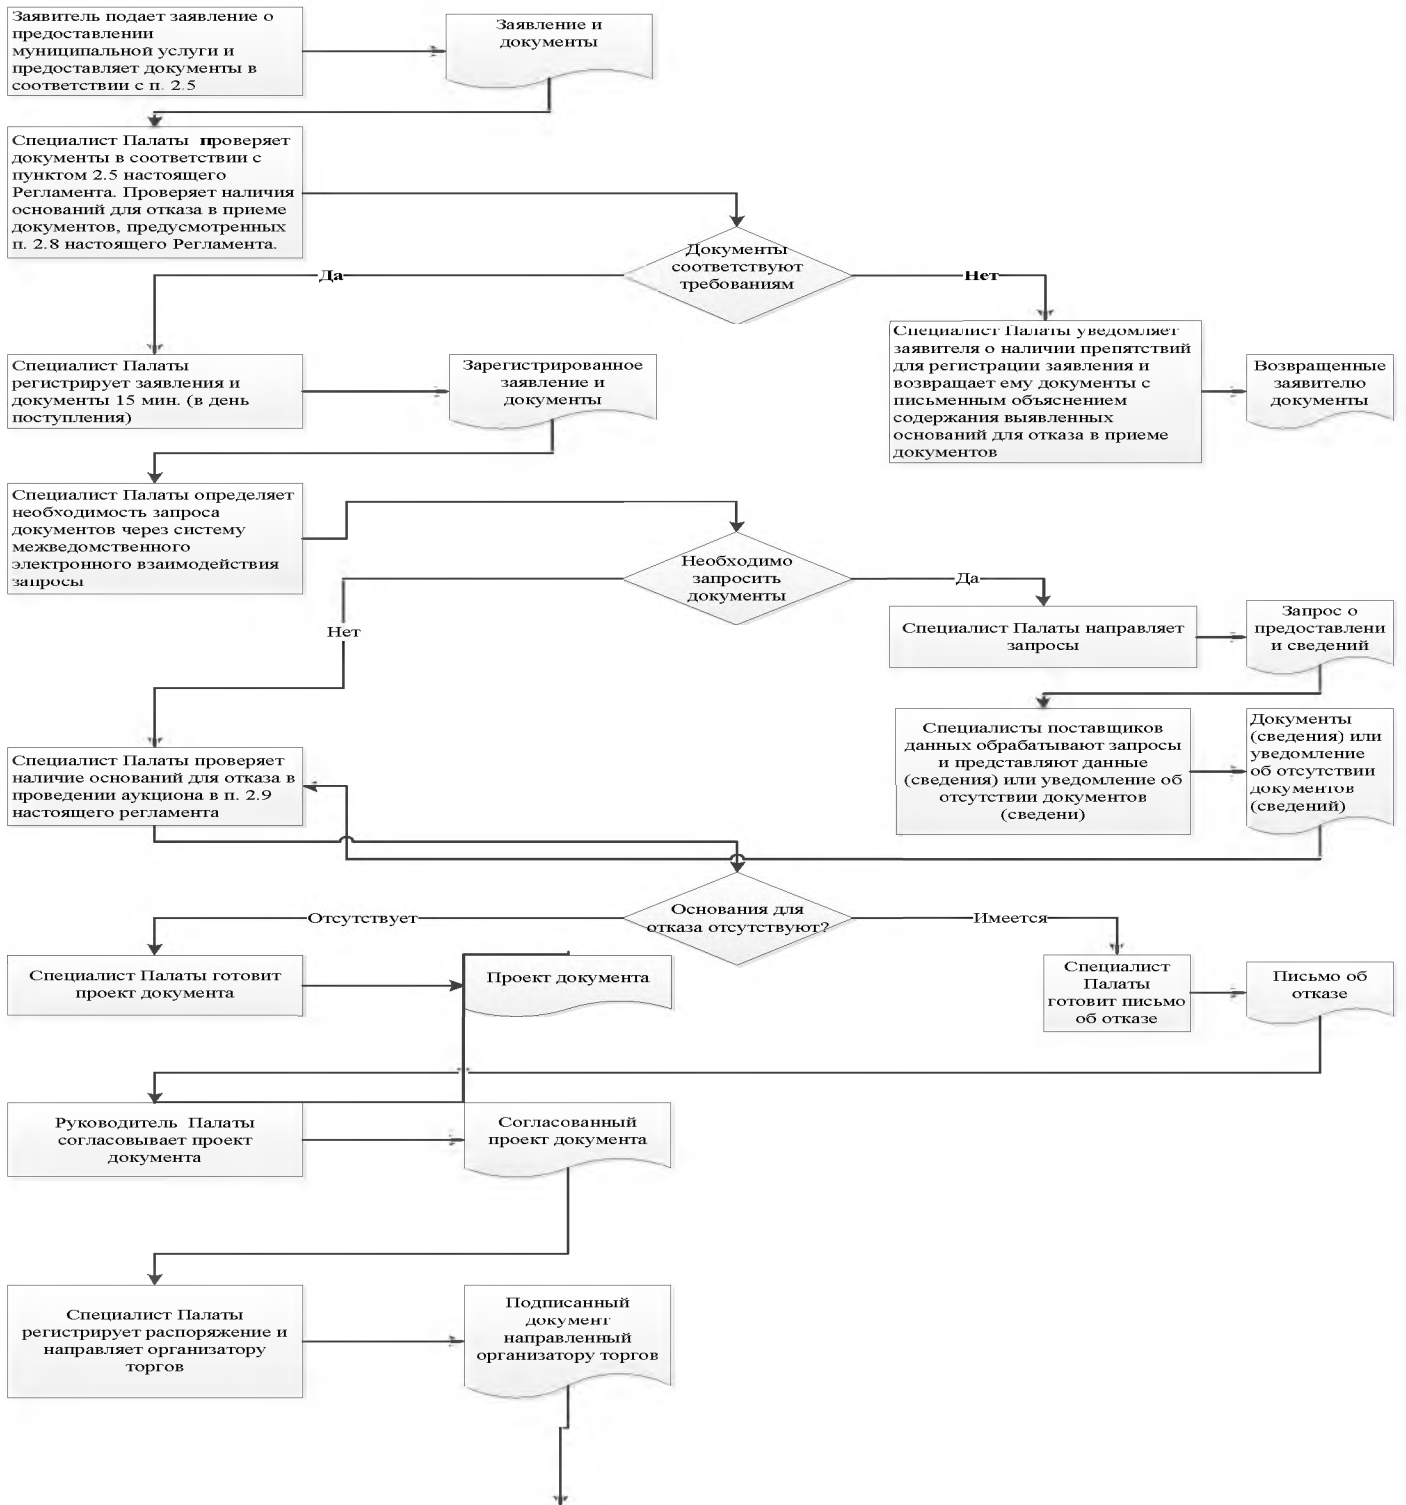 Заявитель подает заявление о
предоставлении
муниципальной услуги и
предоставляет документы в
соответствии с п. 2.5
Заявление и
документы
Специалист Палаты проверяет
документы в соответствии с
пунктом 2.5 настоящего
Регламента. Проверяет наличия
оснований для отказа в приеме
документов, предусмотренных
п. 2.8 настоящего Регламента.
Документы
соответствуют
требованиям
Да
Нет
Специалист Палаты
регистрирует заявления и
документы 15 мин. (в день
поступления)
Зарегистрированное
заявление и
документы
Специалист Палаты уведомляет
заявителя о наличии препятствий
для регистрации заявления и
возвращает ему документы с
письменным объяснением
содержания выявленных
оснований для отказа в приеме
документов
Возвращенные
заявителю
документы
Специалист Палаты определяет
необходимость запроса
документов через систему
межведомственного
электронного взаимодействия
запросы
Необходимо
запросить
документы
Да
Нет
Специалист Палаты направляет
запросы
Запрос о
предоставлени
и сведений
Специалисты поставщиков
данных обрабатывают запросы
и представляют данные
(сведения) или уведомление об
отсутствии документов
(сведени)
Документы
(сведения) или
уведомление
об отсутствии
документов
(сведений)
Специалист Палаты проверяет
наличие оснований для отказа в
проведении аукциона в п. 2.9
настоящего регламента
Основания для
отказа отсутствуют?
Отсутствует
Имеется
Специалист Палаты готовит
проект документа
Проект документа
Специалист
Палаты
готовит письмо
об отказе
Письмо об
отказе
Руководитель Палаты
согласовывает проект
документа
Согласованный
проект документа
Специалист Палаты
регистрирует распоряжение и
направляет организатору
торгов
Подписанный
документ
направленный
организатору торгов